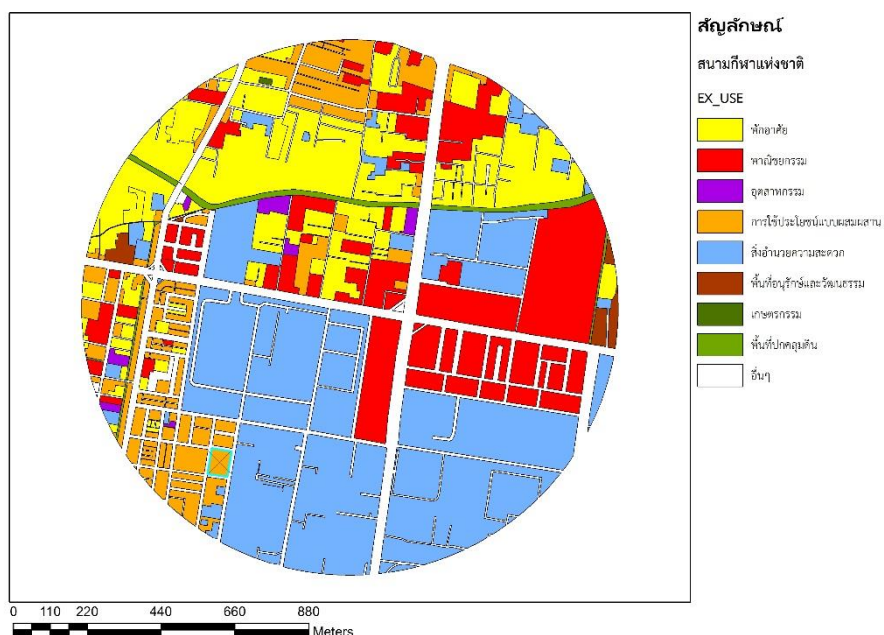 สัญลักษณ์
สนามกีฬาแห่งชาติ
EX_USE
พักอาศัย
พาณิชยกรรม
อุตสาหกรรม
การใช้ประโยชน์แบบผสมผสาน
สิ่งอำนวยความสะดวก
พื้นที่อนุรักษ์และวัฒนธรรม
เกษตรกรรม
พื้นที่ปกคลุมดิน
อื่นๆ
0 110 220 440 660 880
Meters